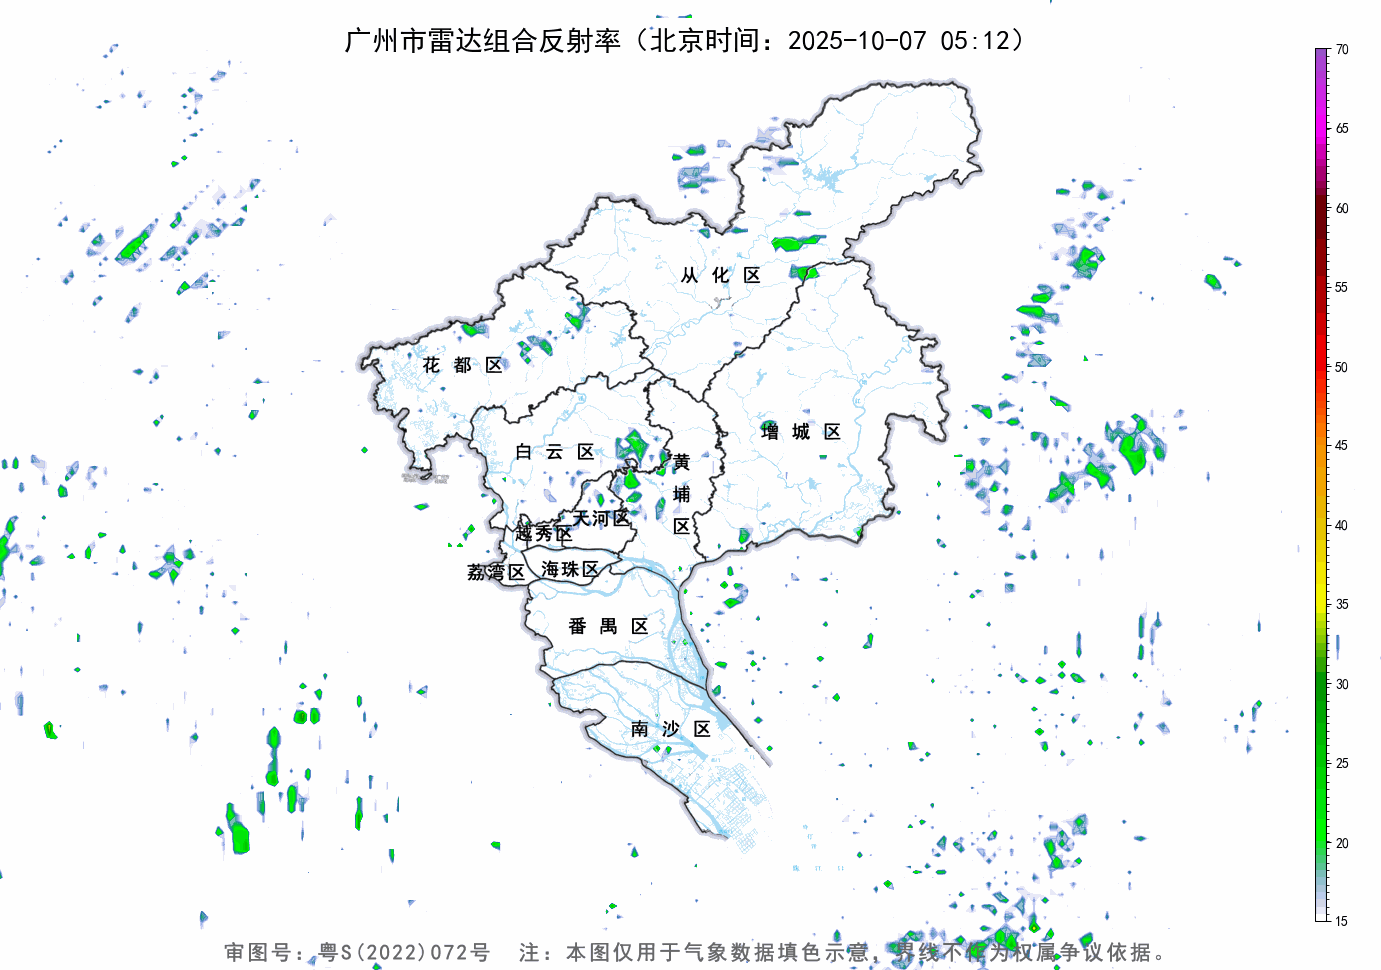 广州市雷达组合反射率（北京时间：2025-10-07 05:12）
70
65
60
55
50
45
40
35
30
25
20
15
从化区
花都区
增城区
白云区
黄埔区
天河区
越秀区
荔湾区
海珠区
番禺区
南沙区
审图号：粤S(2022)072号 注：本图仅用于气象数据填色示意，界线不作为权属争议依据。